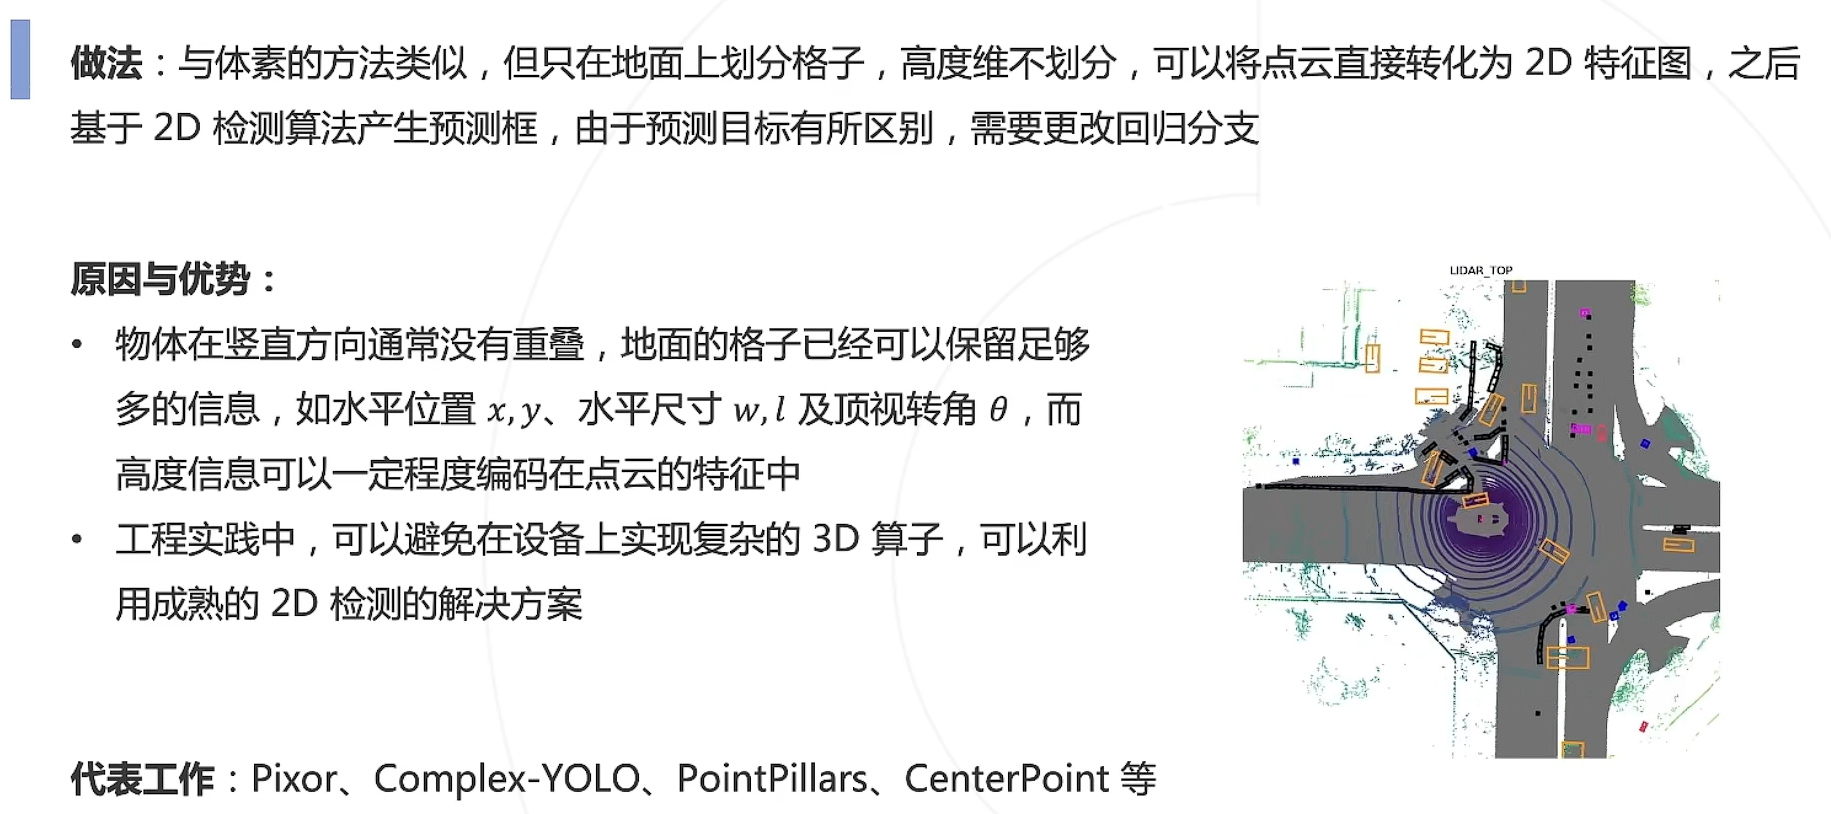 做法：与体素的方法类似，但只在地面上划分格子，高度维不划分，可以将点云直接转化为 2D 特征图，之后
基于 2D 检测算法产生预测框，由于预测目标有所区别，需要更改回归分支
原因与优势：
• 物体在竖直方向通常没有重叠，地面的格子已经可以保留足够
多的信息，如水平位置 x, y、水平尺寸 w, l 及顶视转角 θ，而
高度信息可以一定程度编码在点云的特征中
• 工程实践中，可以避免在设备上实现复杂的 3D 算子，可以利
用成熟的 2D 检测的解决方案
LIDAR_TOP
代表工作：Pixor、Complex-YOLO、PointPillars、CenterPoint 等